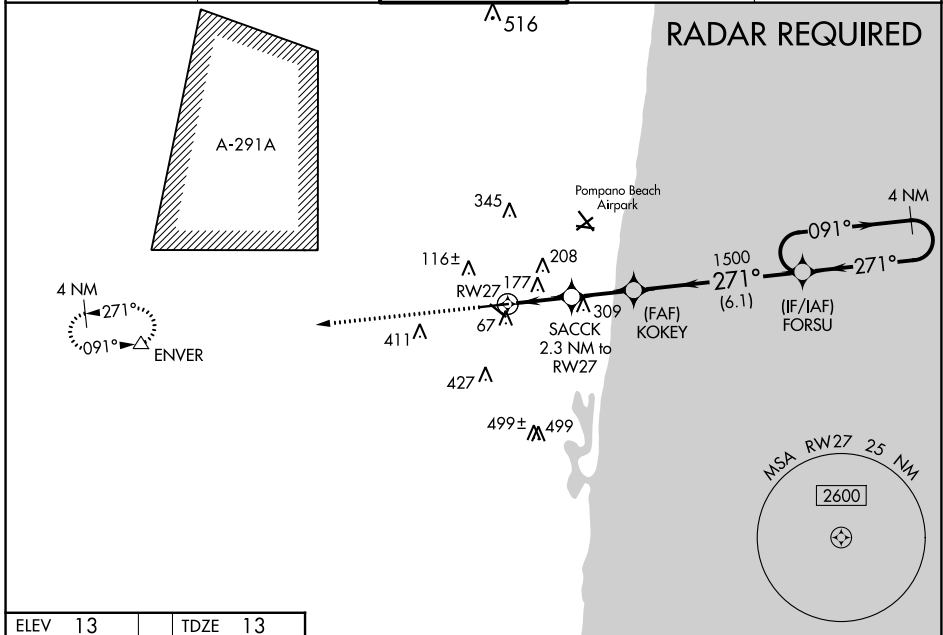 516
RADAR REQUIRED
A-291A
Pompano Beach
Airpark
345
4 NM
091°
116±
208
1500
271°
271°
177
RW27
(6.1)
4 NM
271°
67
309
(FAF)
KOKEY
(IF/IAF)
FORSU
SACCK
2.3 NM to
RW27
411
091°
ENVER
427
499±
499
MSA RW27 25 NM
2600
ELEV 13
TDZE 13